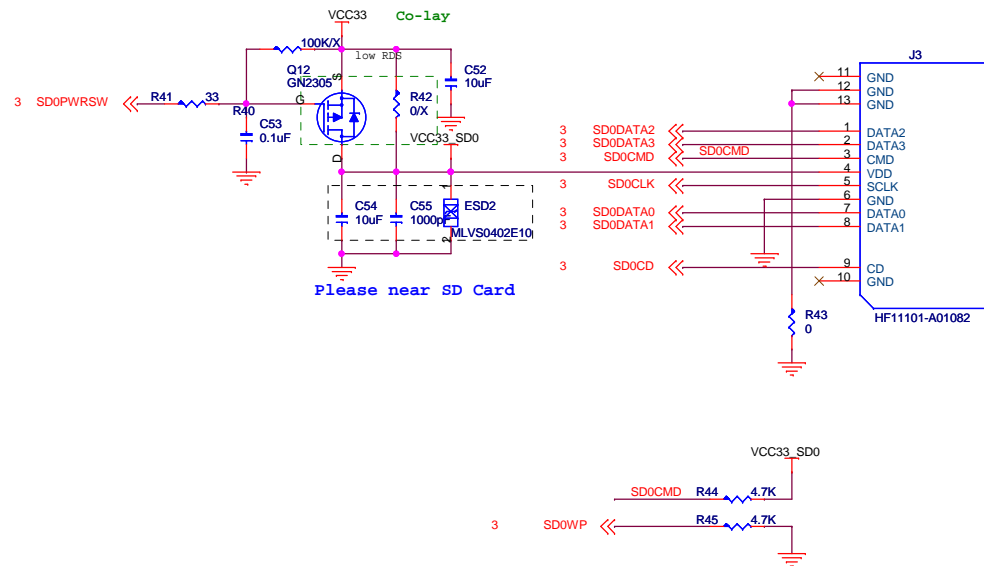 VCC33
Co-lay
100K/X
low RDS
Q12
GN2305
S
G
D
C52
10uF
3 SD0PWRSW
R41
33
R40
C53
0.1uF
R42
0/X
VCC33_SD0
C54
10uF
C55
1000pF
1
2
ESD2
MLVS0402E10
Please near SD Card
J3
11 GND
12 GND
13 GND
3 SD0DATA2 1 DATA2
3 SD0DATA3 2 DATA3
3 SD0CMD SD0CMD 3 CMD
4 VDD
3 SD0CLK 5 SCLK
6 GND
3 SD0DATA0 7 DATA0
3 SD0DATA1 8 DATA1
3 SD0CD 9 CD
10 GND
HF11101-A01082
R43
0
VCC33_SD0
SD0CMD R44 4.7K
3 SD0WP R45 4.7K